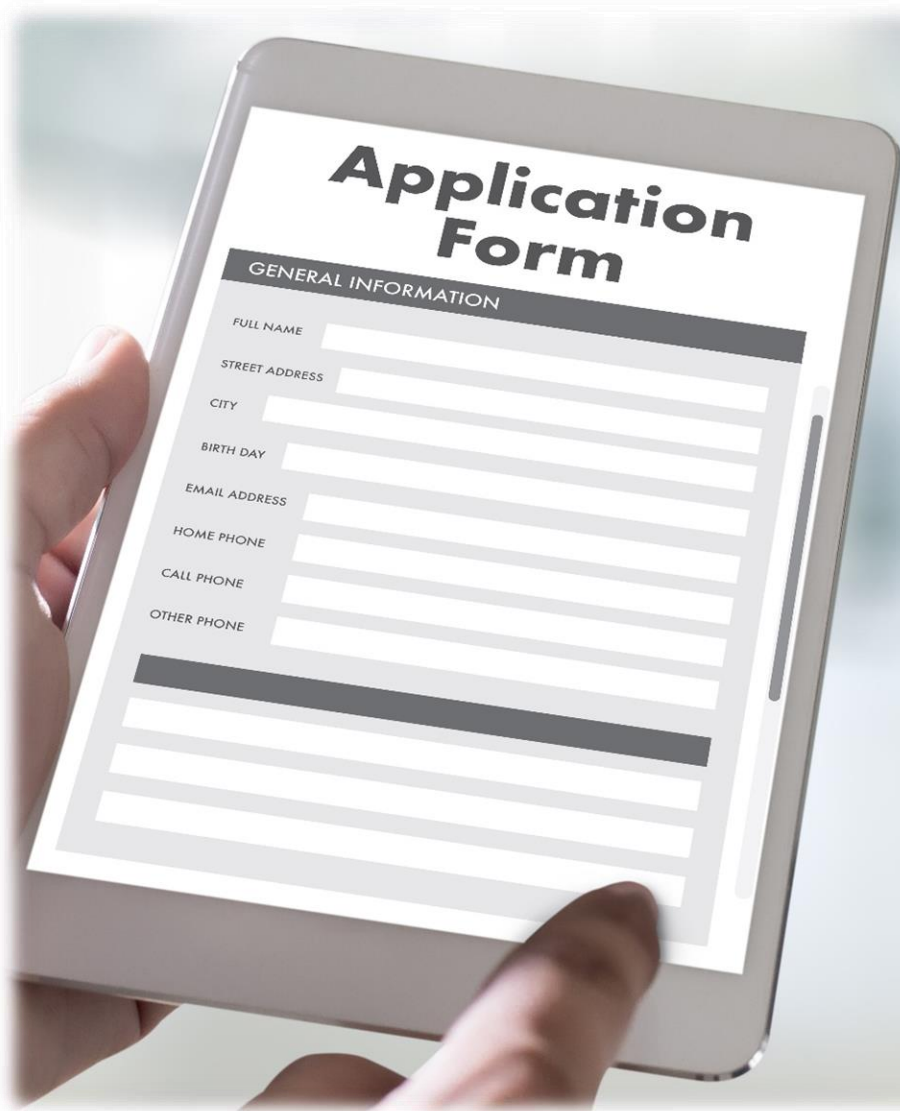 Application
Form
GENERAL INFORMATION
FULL NAME
STREET ADDRESS
CITY
BIRTH DAY
EMAIL ADDRESS
HOME PHONE
CALL PHONE
OTHER PHONE